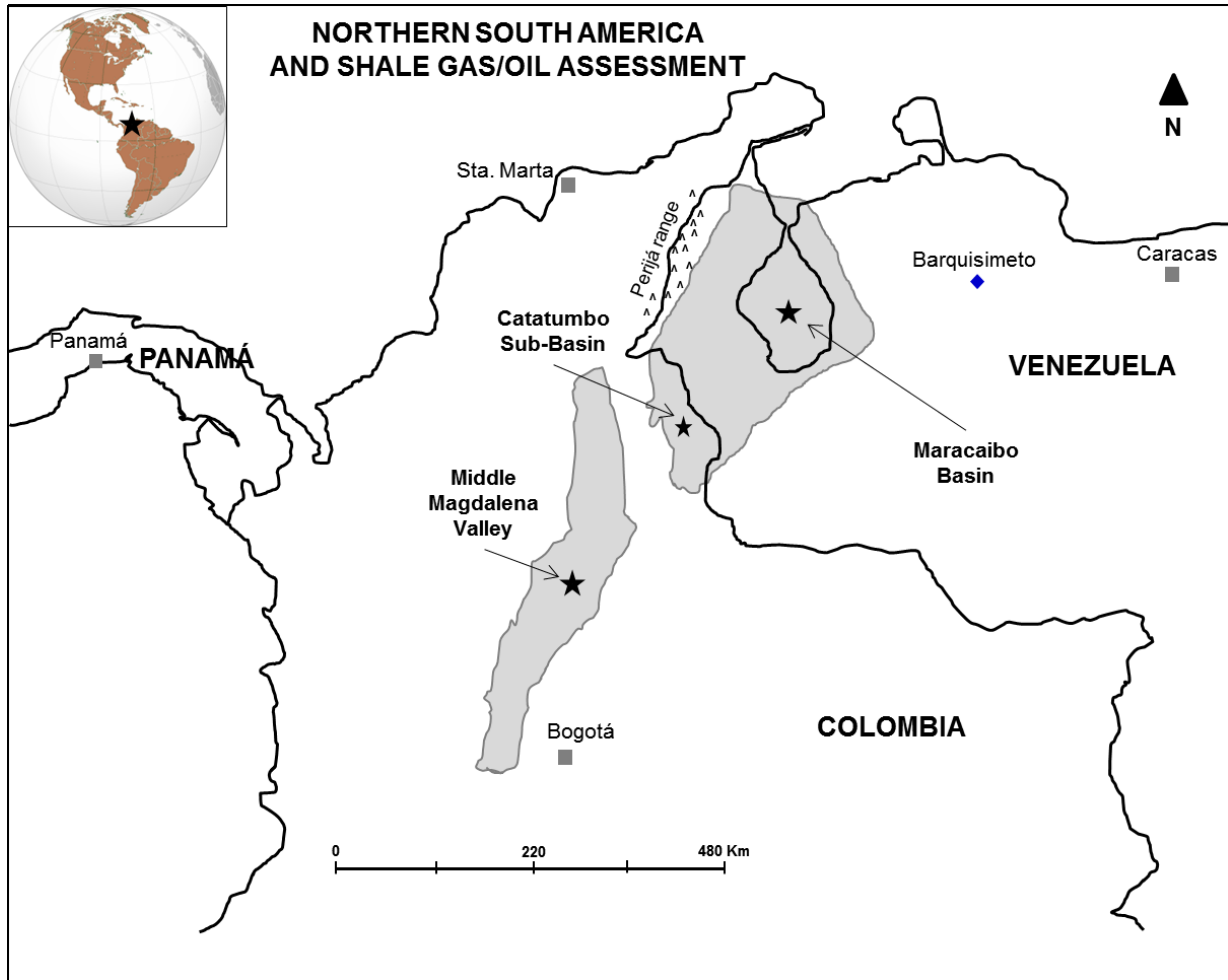 NORTHERN SOUTH AMERICA
AND SHALE GAS/OIL ASSESSMENT
N
Sta. Marta
Perijá range
Barquisimeto
Caracas
Catatumbo
Sub-Basin
Panamá
PANAMÁ
VENEZUELA
Maracaibo
Basin
Middle
Magdalena
Valley
COLOMBIA
Bogotá
0
220
480 Km